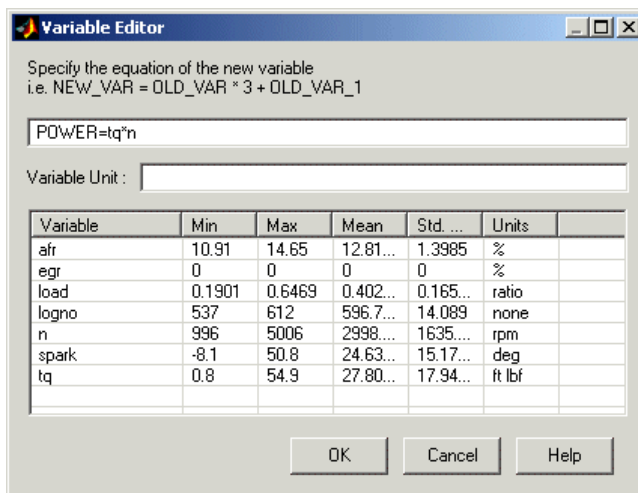 Variable Editor
Specify the equation of the new variable
i.e. NEW_VAR = OLD_VAR * 3 + OLD_VAR_1
POWER=tq*n
Variable Unit :
Variable Min Max Mean Std. ... Units
afr 10.91 14.65 12.81... 1.3985 %
egr 0 0 0 0 %
load 0.1901 0.6469 0.402... 0.165... ratio
logno 537 612 596.7... 14.089 none
n 996 5006 2998.... 1635.... rpm
spark -8.1 50.8 24.63... 15.17... deg
tq 0.8 54.9 27.80... 17.94... ft lbf
OK Cancel Help